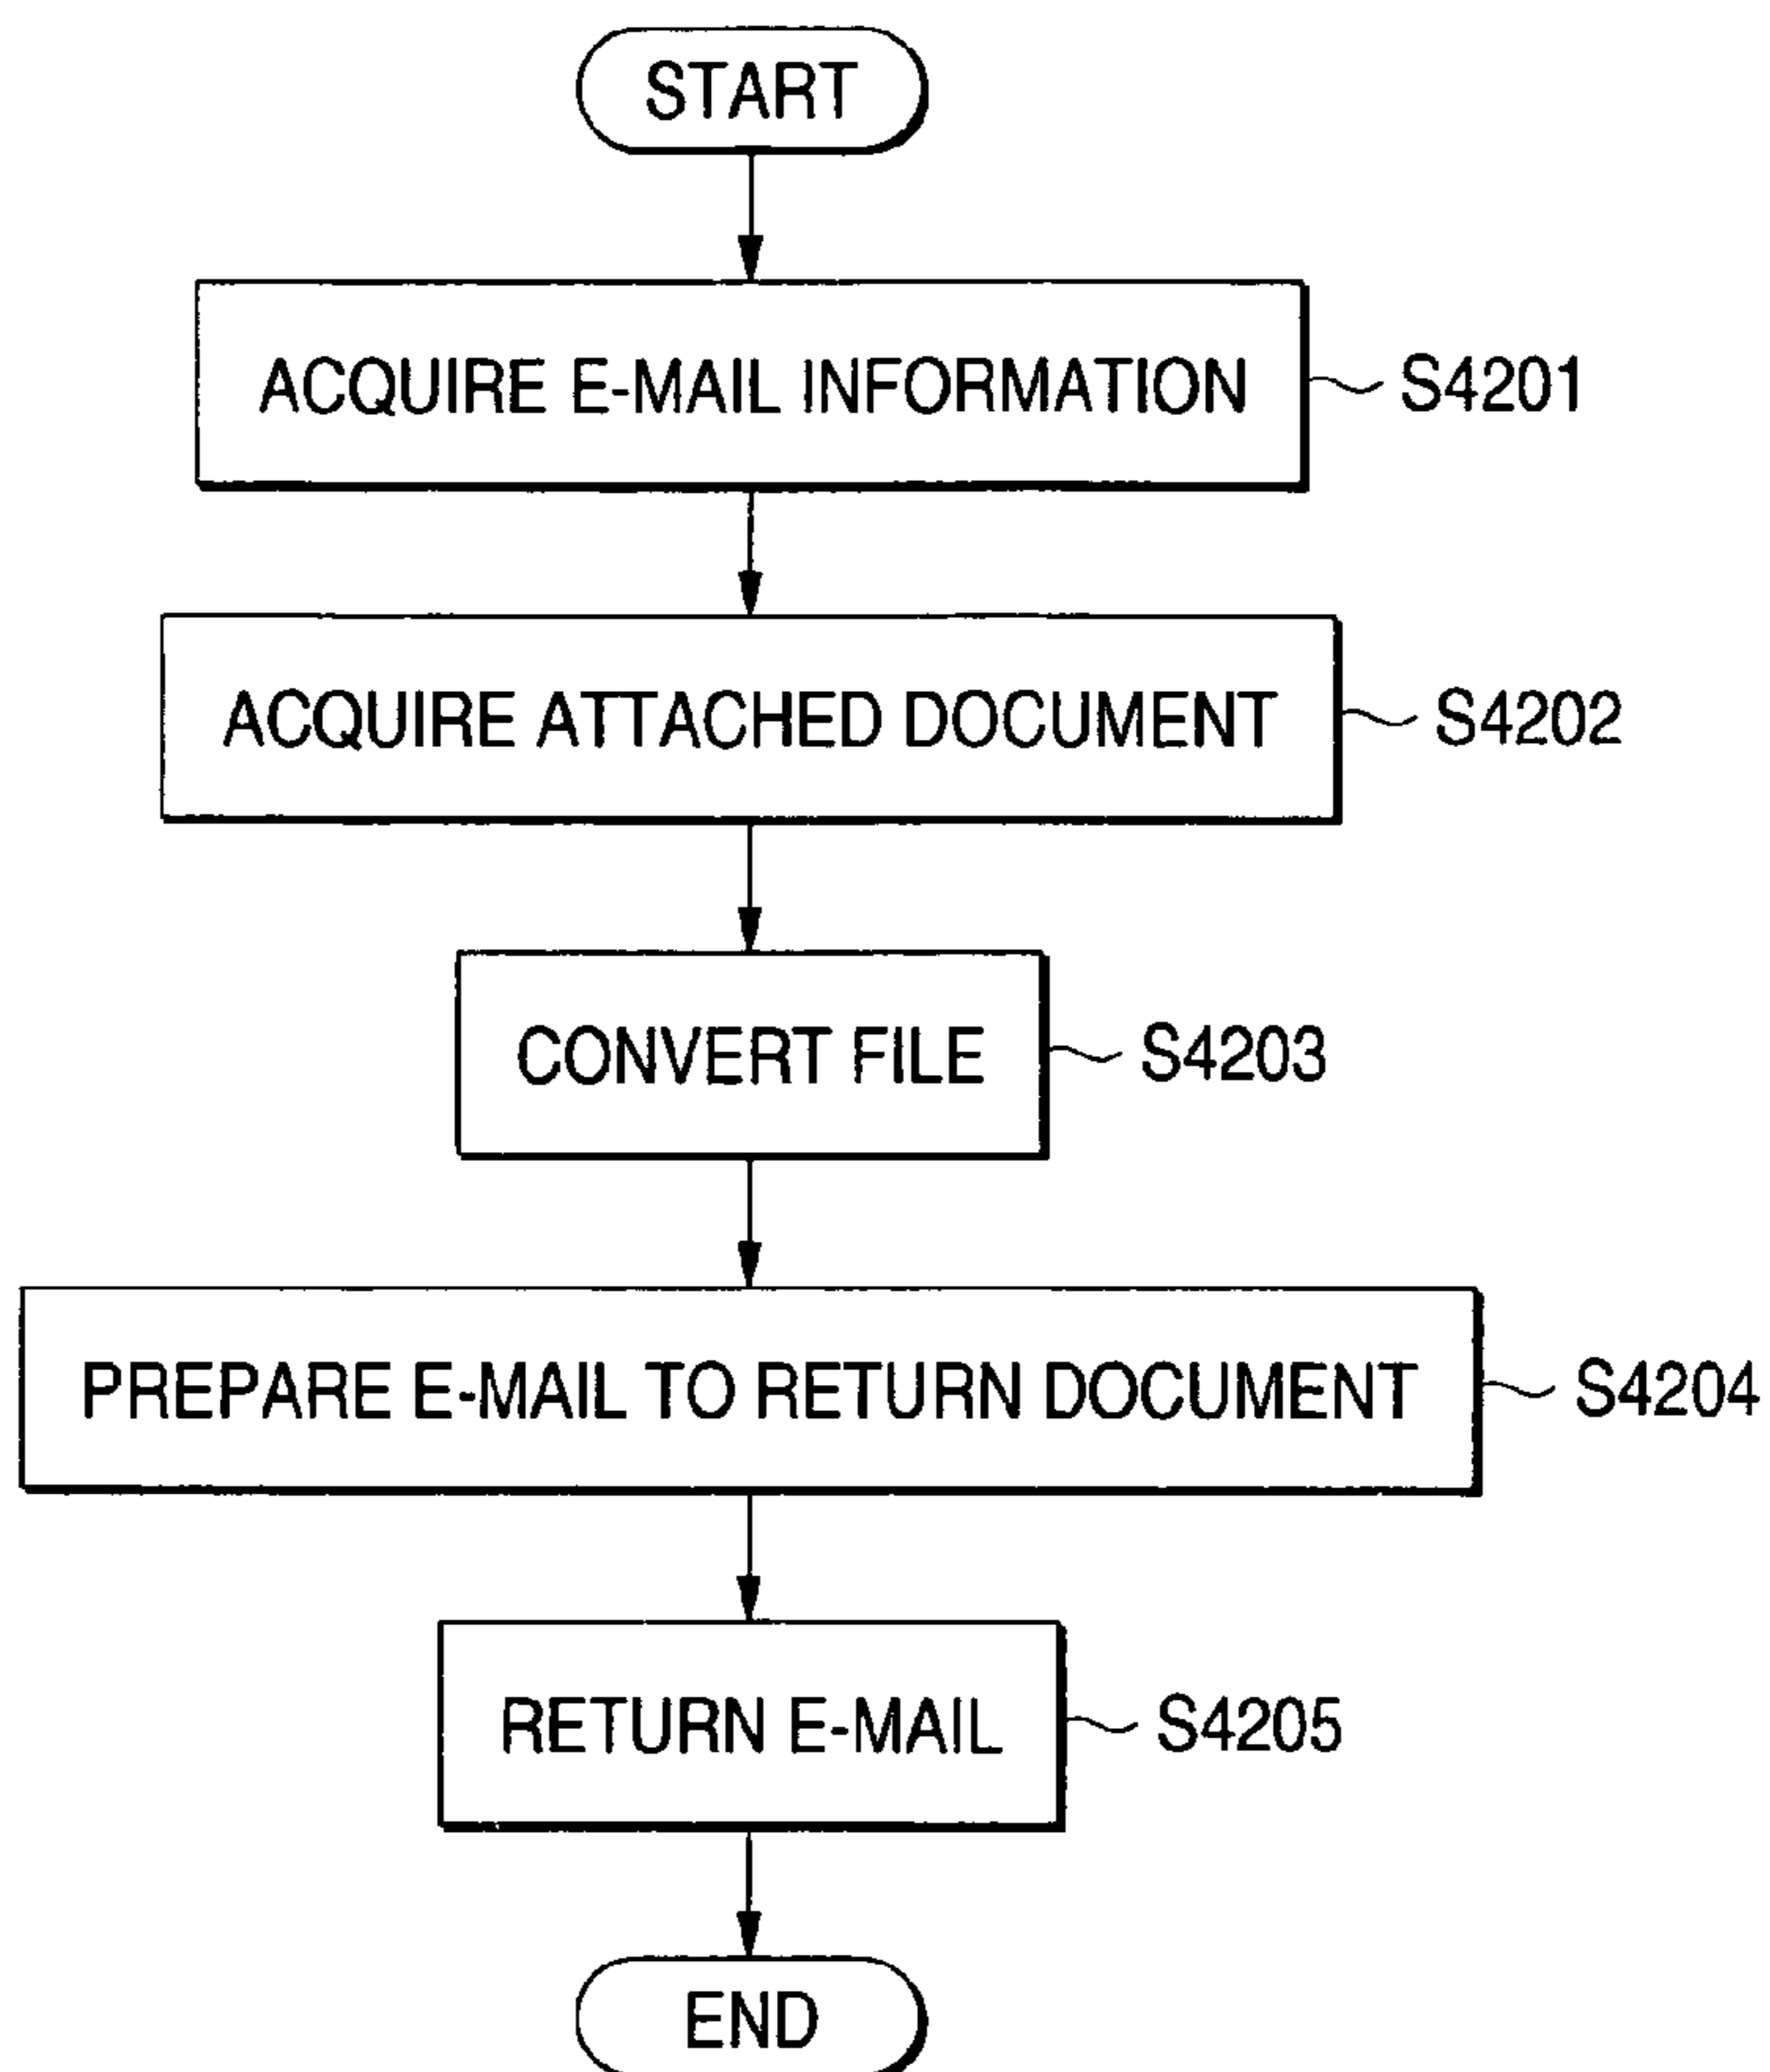 START
ACQUIRE E-MAIL INFORMATION S4201
ACQUIRE ATTACHED DOCUMENT S4202
CONVERT FILE S4203
PREPARE E-MAIL TO RETURN DOCUMENT S4204
RETURN E-MAIL S4205
END